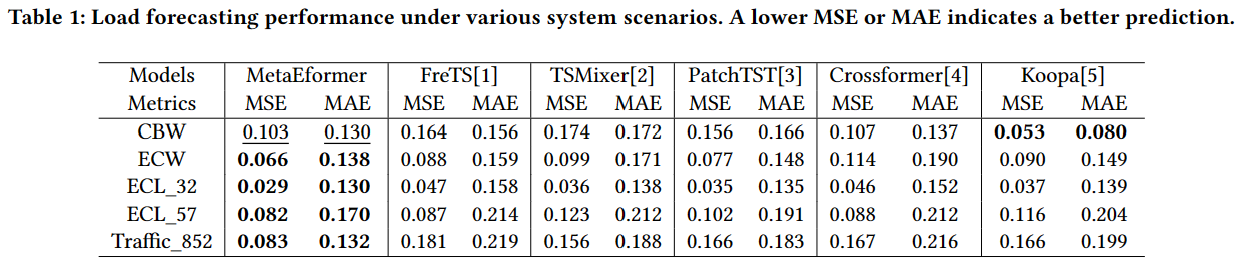 Table 1: Load forecasting performance under various system scenarios. A lower MSE or MAE indicates a better prediction.
Models MetaEformer FreTS[1] TSMixer[2] PatchTST[3] Crossformer[4] Koopa[5]
Metrics MSE MAE MSE MAE MSE MAE MSE MAE MSE MAE MSE MAE
CBW 0.103 0.130 0.164 0.156 0.174 0.172 0.156 0.166 0.107 0.137 0.053 0.080
ECW 0.066 0.138 0.088 0.159 0.099 0.171 0.077 0.148 0.114 0.190 0.090 0.149
ECL_32 0.029 0.130 0.047 0.158 0.036 0.138 0.035 0.135 0.046 0.152 0.037 0.139
ECL_57 0.082 0.170 0.087 0.214 0.123 0.212 0.102 0.191 0.088 0.212 0.116 0.204
Traffic_852 0.083 0.132 0.181 0.219 0.156 0.188 0.166 0.183 0.167 0.216 0.166 0.199